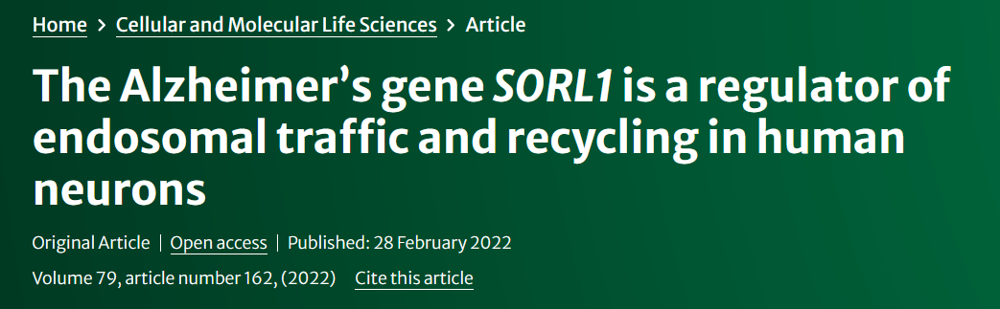 Home > Cellular and Molecular Life Sciences > Article
The Alzheimer’s gene SORL1 is a regulator of
endosomal traffic and recycling in human
neurons
Original Article | Open access | Published: 28 February 2022
Volume 79, article number 162, (2022) Cite this article